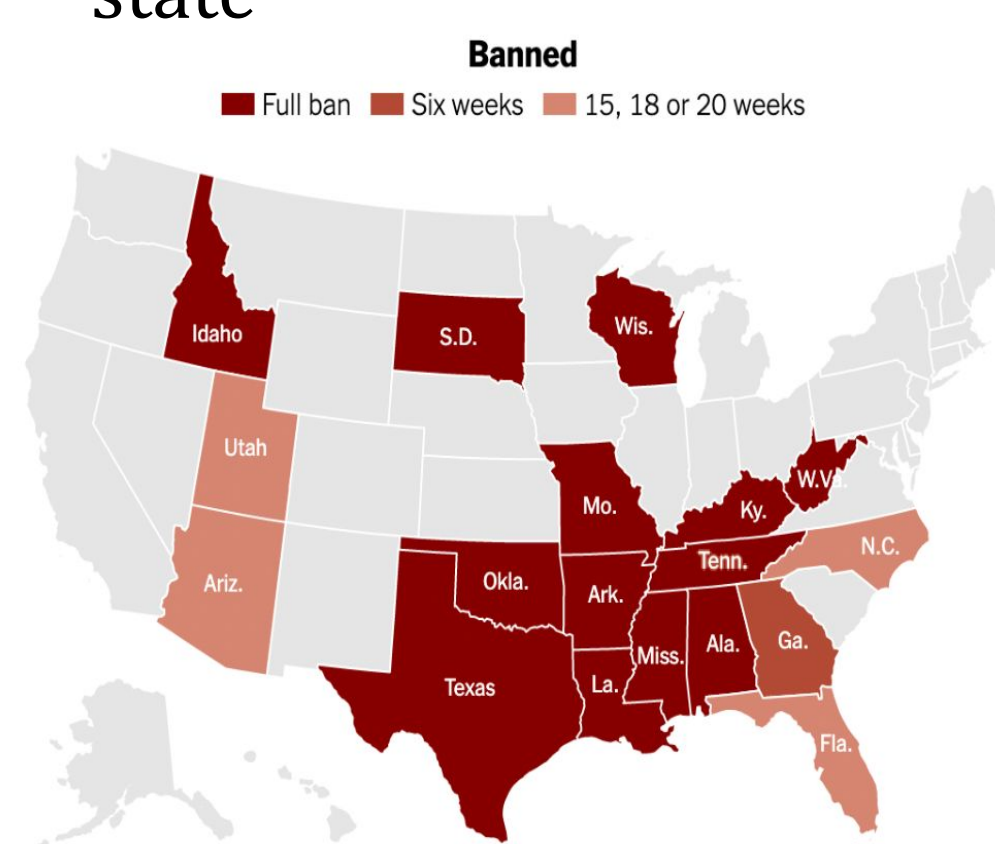 state
Banned
Full ban Six weeks 15, 18 or 20 weeks
Idaho
S.D.
Wis.
Utah
W.Va.
Mo.
Ky.
N.C.
Tenn.
Ariz.
Okla.
Ark.
Ga.
Ala.
Miss.
Texas
La.
Fla.